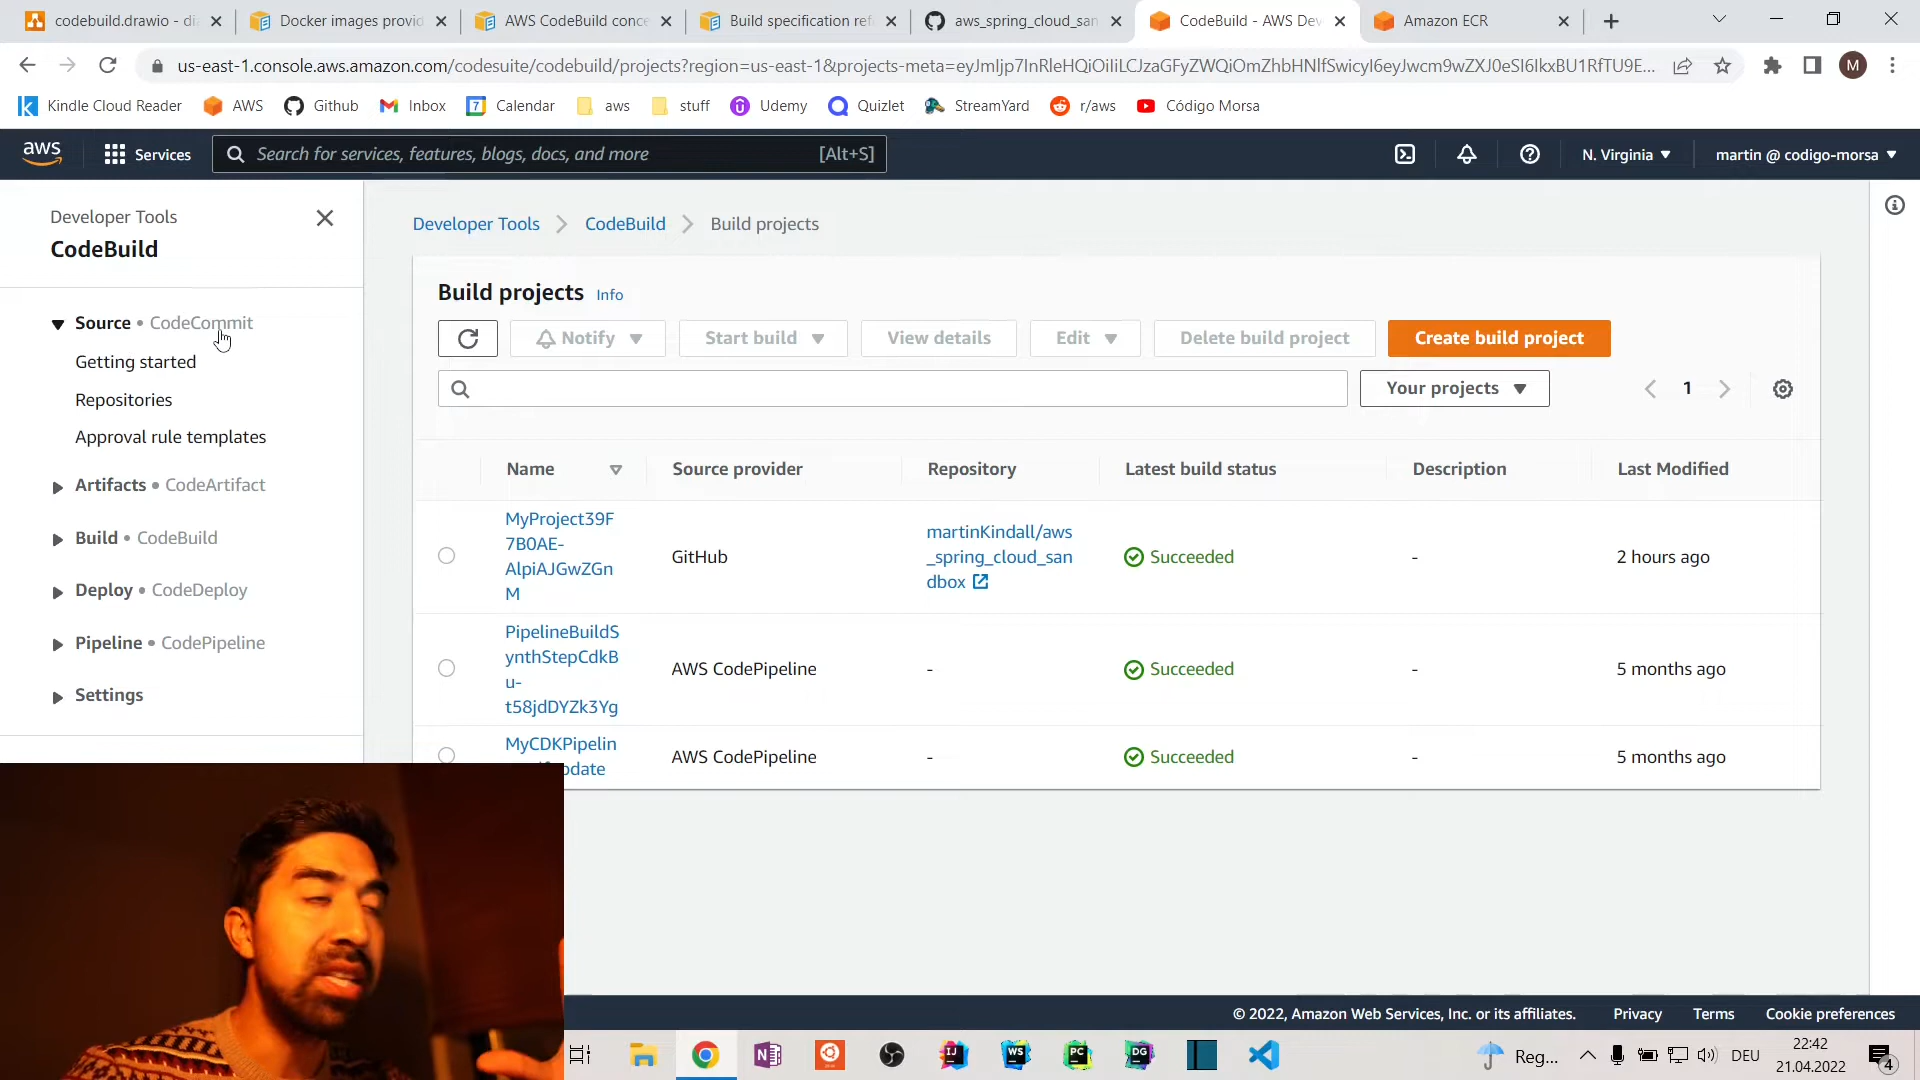 codebuild.drawio - di
Docker images provid
AWS CodeBuild conce
Build specification ref
aws_spring_cloud_san
CodeBuild - AWS Dev
Amazon ECR
us-east-1.console.aws.amazon.com/codesuite/codebuild/projects?region=us-east-1&projects-meta=
M
Kindle Cloud Reader
AWS
Github
Inbox
Calendar
aws
stuff
Udemy
Quizlet
StreamYard
r/aws
Código Morsa
aws
Services
Search for services, features, blogs, docs, and more
[Alt+S]
N. Virginia
martin @ codigo-morsa
Developer Tools
CodeBuild
Source • CodeCommit
Getting started
Repositories
Approval rule templates
Artifacts • CodeArtifact
Build • CodeBuild
Deploy • CodeDeploy
Pipeline • CodePipeline
Settings
Developer Tools
CodeBuild
Build projects
Build projects Info
Notify
Start build
View details
Edit
Delete build project
Create build project
Your projects
1
Name
Source provider
Repository
Latest build status
Description
Last Modified
MyProject39F
7B0AE-
AlpiAJGwZGn
M
GitHub
martinKindall/aws
_spring_cloud_san
dbox
Succeeded
-
2 hours ago
PipelineBuildS
ynthStepCdkB
u-
t58jdDYZk3Yg
AWS CodePipeline
-
Succeeded
-
5 months ago
MyCDKPipelin
pdate
AWS CodePipeline
-
Succeeded
-
5 months ago
© 2022, Amazon Web Services, Inc. or its affiliates.
Privacy
Terms
Cookie preferences
IJ
WS
PC
DG
Reg...
DEU
22:42
21.04.2022
4